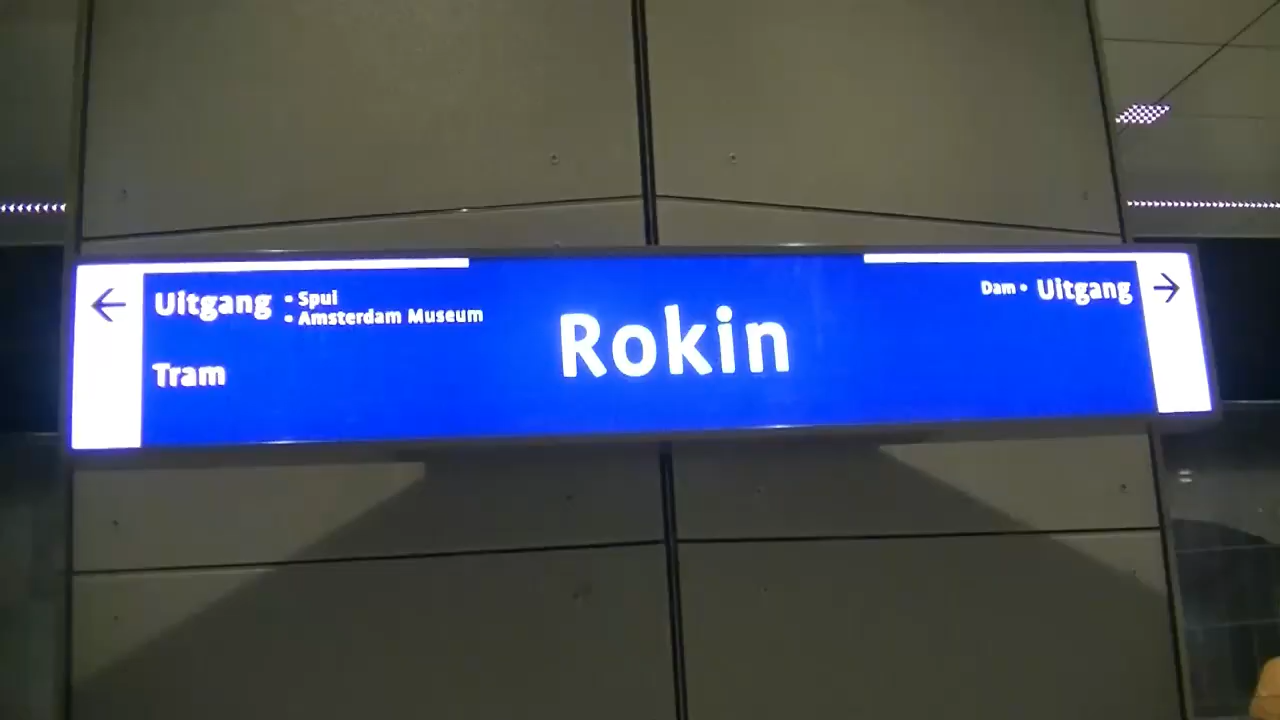 ← Uitgang • Spui
• Amsterdam Museum
Tram
Rokin
Dam • Uitgang →